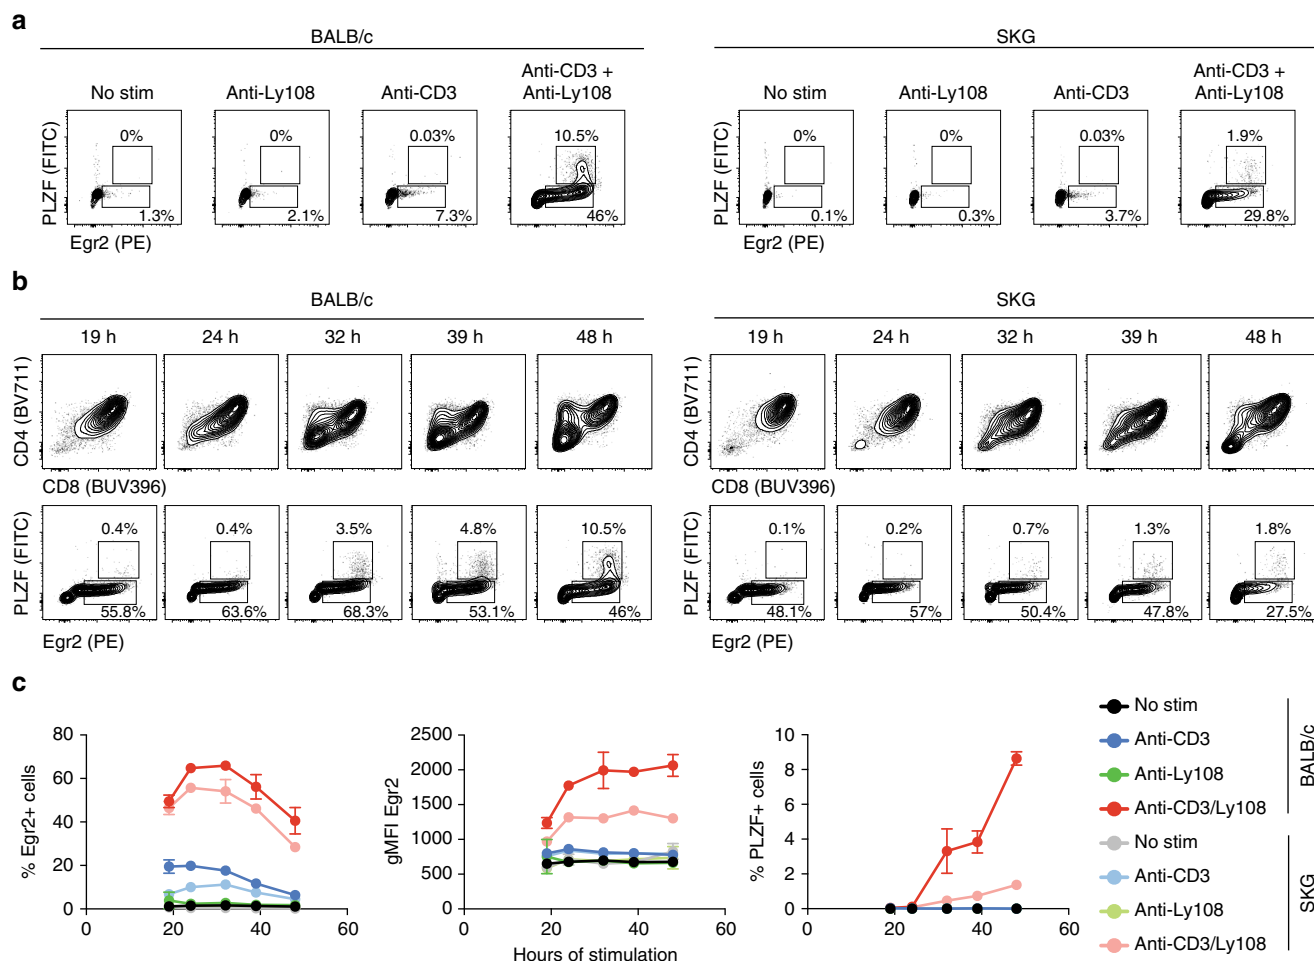 a
BALB/c
SKG
No stim
Anti-Ly108
Anti-CD3
Anti-CD3 +
Anti-Ly108
No stim
Anti-Ly108
Anti-CD3
Anti-CD3 +
Anti-Ly108
PLZF (FITC)
0%
0%
0.03%
10.5%
1.3%
2.1%
7.3%
46%
Egr2 (PE)
PLZF (FITC)
0%
0%
0.03%
1.9%
0.1%
0.3%
3.7%
29.8%
Egr2 (PE)
b
BALB/c
SKG
19 h
24 h
32 h
39 h
48 h
19 h
24 h
32 h
39 h
48 h
CD4 (BV711)
CD8 (BUV396)
CD4 (BV711)
CD8 (BUV396)
PLZF (FITC)
0.4%
0.4%
3.5%
4.8%
10.5%
55.8%
63.6%
68.3%
53.1%
46%
Egr2 (PE)
PLZF (FITC)
0.1%
0.2%
0.7%
1.3%
1.8%
48.1%
57%
50.4%
47.8%
27.5%
Egr2 (PE)
c
% Egr2+ cells
80
60
40
20
0
0
20
40
60
gMFI Egr2
2500
2000
1500
1000
500
0
0
20
40
60
Hours of stimulation
% PLZF+ cells
10
8
6
4
2
0
0
20
40
60
No stim
Anti-CD3
Anti-Ly108
Anti-CD3/Ly108
BALB/c
No stim
Anti-CD3
Anti-Ly108
Anti-CD3/Ly108
SKG